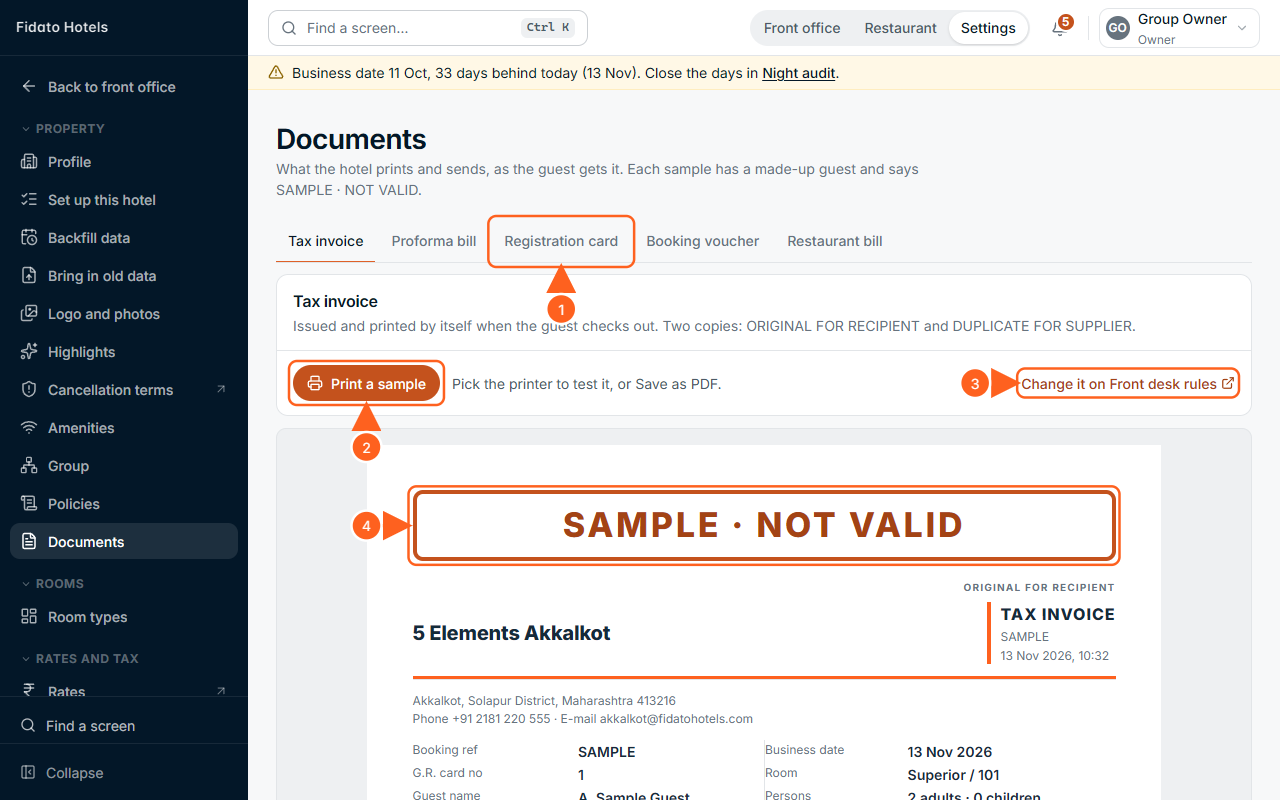 Fidato Hotels
Find a screen...
Ctrl K
Front office
Restaurant
Settings
5
GO
Group Owner
Owner
Business date 11 Oct, 33 days behind today (13 Nov). Close the days in Night audit.
Back to front office
PROPERTY
Profile
Set up this hotel
Backfill data
Bring in old data
Logo and photos
Highlights
Cancellation terms
Amenities
Group
Policies
Documents
ROOMS
Room types
RATES AND TAX
Rates
Find a screen
Collapse
Documents
What the hotel prints and sends, as the guest gets it. Each sample has a made-up guest and says
SAMPLE · NOT VALID.
Tax invoice
Proforma bill
Registration card
Booking voucher
Restaurant bill
1
Tax invoice
Issued and printed by itself when the guest checks out. Two copies: ORIGINAL FOR RECIPIENT and DUPLICATE FOR SUPPLIER.
Print a sample
Pick the printer to test it, or Save as PDF.
3
Change it on Front desk rules
2
4
SAMPLE · NOT VALID
ORIGINAL FOR RECIPIENT
5 Elements Akkalkot
TAX INVOICE
SAMPLE
13 Nov 2026, 10:32
Akkalkot, Solapur District, Maharashtra 413216
Phone +91 2181 220 555 · E-mail akkalkot@fidatohotels.com
Booking ref
SAMPLE
Business date
13 Nov 2026
G.R. card no
1
Room
Superior / 101
Guest name
A. Sample Guest
Persons
2 adults · 0 children